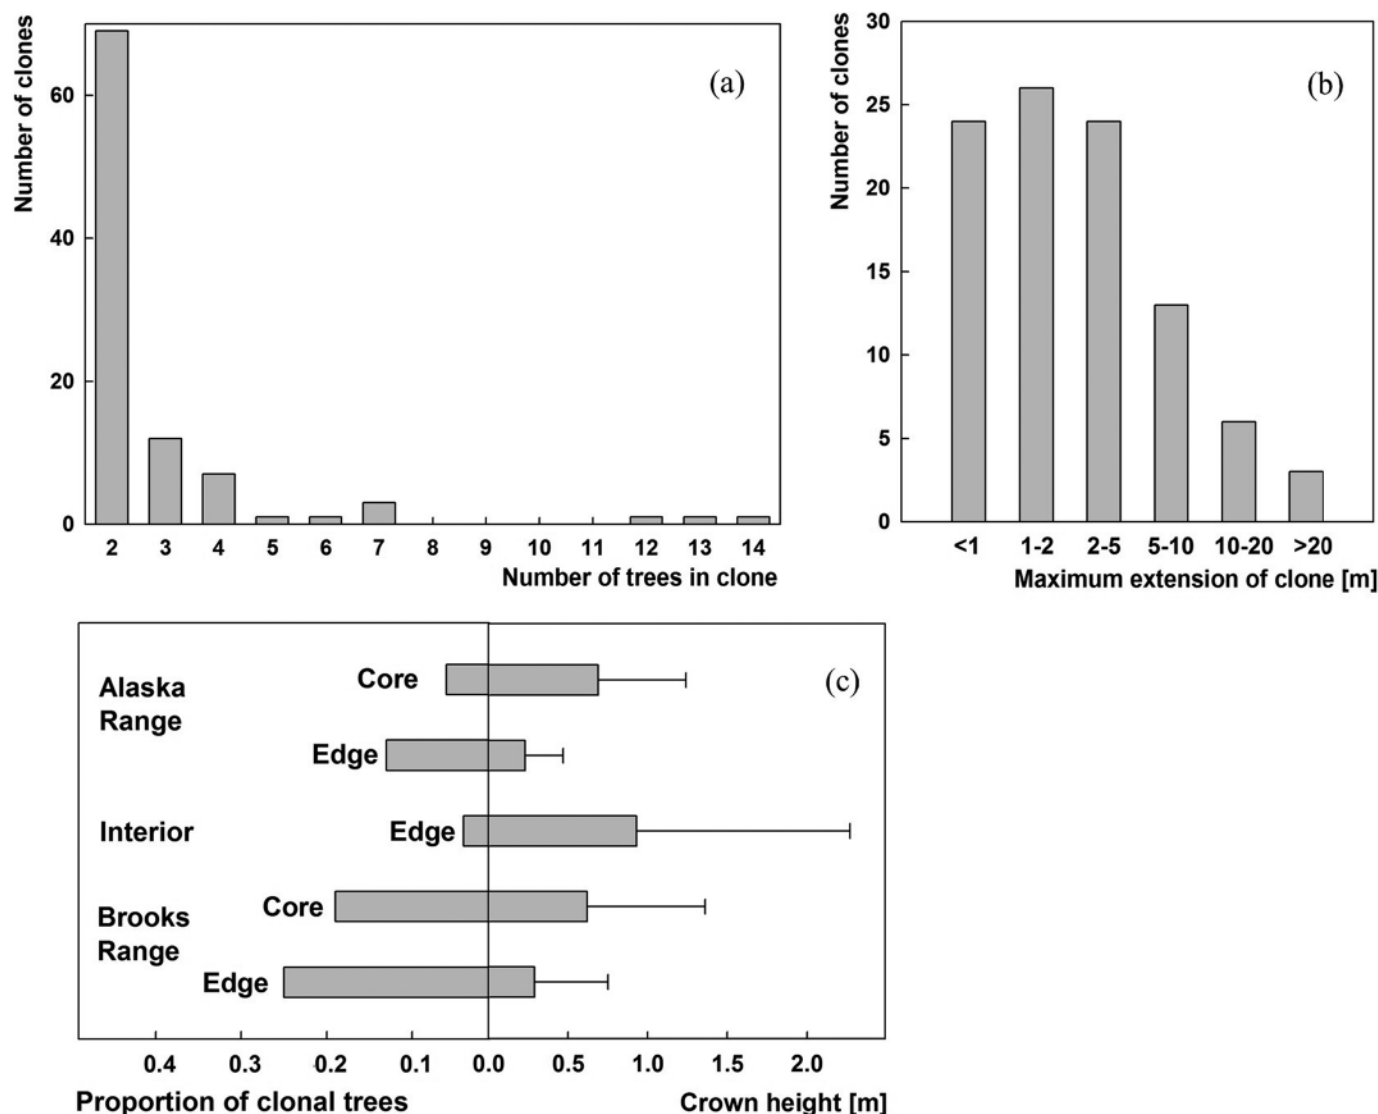 Number of clones
(a)
60
40
20
0
2 3 4 5 6 7 8 9 10 11 12 13 14
Number of trees in clone
Number of clones
(b)
30
25
20
15
10
5
0
<1 1-2 2-5 5-10 10-20 >20
Maximum extension of clone [m]
(c)
Alaska
Range
Core
Edge
Interior
Edge
Brooks
Range
Core
Edge
0.4 0.3 0.2 0.1 0.0 0.5 1.0 1.5 2.0
Proportion of clonal trees
Crown height [m]